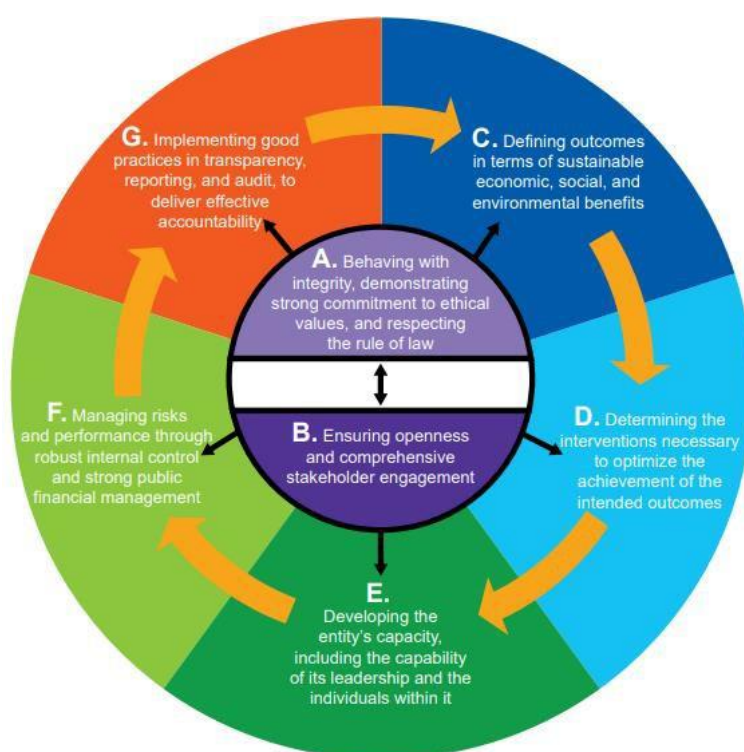 A. Behaving with
integrity, demonstrating
strong commitment to ethical
values, and respecting
the rule of law
B. Ensuring openness
and comprehensive
stakeholder engagement
C. Defining outcomes
in terms of sustainable
economic, social, and
environmental benefits
D. Determining the
interventions necessary
to optimize the
achievement of the
intended outcomes
E.
Developing the
entity's capacity,
including the capability
of its leadership and the
individuals within it
F. Managing risks
and performance through
robust internal control
and strong public
financial management
G. Implementing good
practices in transparency,
reporting, and audit, to
deliver effective
accountability